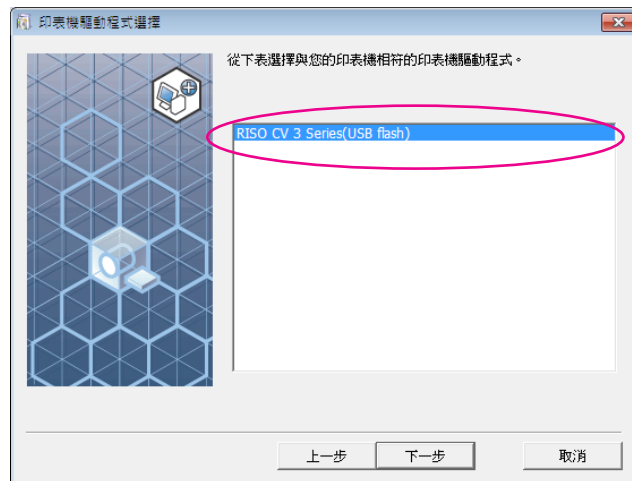 印表機驅動程式選擇
從下表選擇與您的印表機相符的印表機驅動程式。
RISO CV 3 Series(USB flash)
上一步
下一步
取消